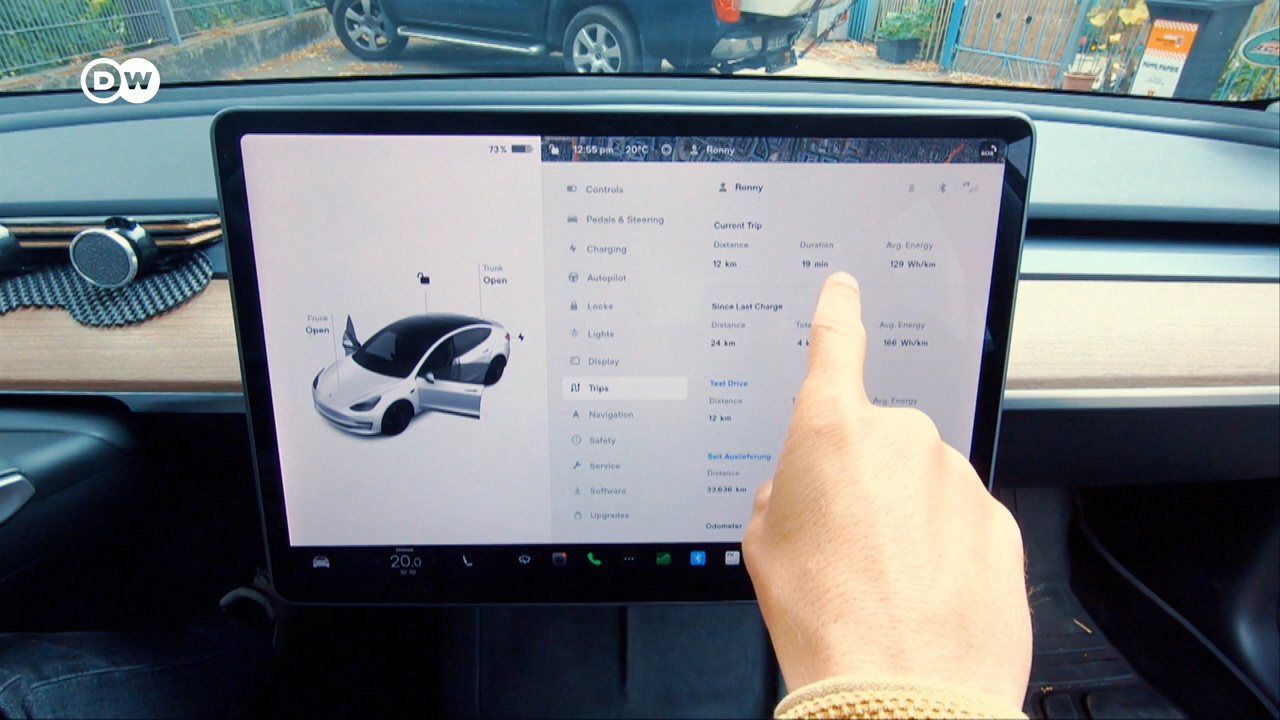 DW
73%
12:55 pm 20°C Ronny
SOS
Controls
Pedals & Steering
Charging
Autopilot
Locks
Lights
Display
Trips
Navigation
Safety
Service
Software
Upgrades
Trunk
Open
Frunk
Open
Ronny
Current Trip
Distance Duration Avg. Energy
12 km 19 min 129 Wh/km
Since Last Charge
Distance Avg. Energy
24 km 4 166 Wh/km
Test Drive
Distance Avg. Energy
12 km
Seit Auslieferung
Distance
33,636 km
Odometer
20.0